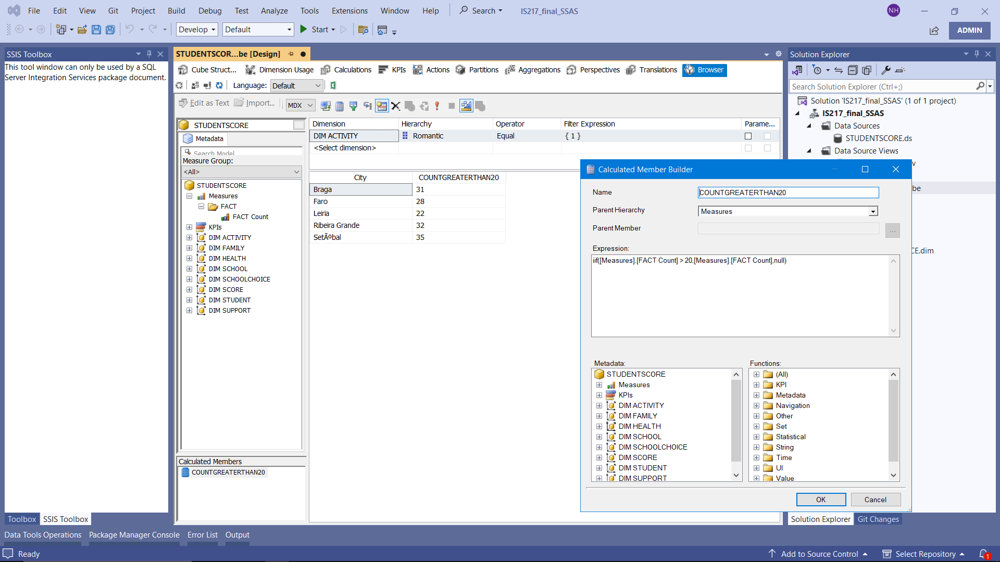 File Edit View Git Project Build Debug Test Analyze Tools Extensions Window Help Search IS217_final_SSAS NH
Develop Default Start ADMIN
SSIS Toolbox
This tool window can only be used by a SQL
Server Integration Services package document.
STUDENTSCOR...be [Design]
Cube Struct... Dimension Usage Calculations KPIs Actions Partitions Aggregations Perspectives Translations Browser
Language: Default
Edit as Text Import... MDX
STUDENTSCORE
Metadata
Search Model
Measure Group:
<All>
STUDENTSCORE
Measures
FACT
FACT Count
KPIs
DIM ACTIVITY
DIM FAMILY
DIM HEALTH
DIM SCHOOL
DIM SCHOOLCHOICE
DIM SCORE
DIM STUDENT
DIM SUPPORT
Calculated Members
COUNTGREATERTHAN20
Dimension Hierarchy Operator Filter Expression Parame...
DIM ACTIVITY Romantic Equal { 1 }
<Select dimension>
City COUNTGREATERTHAN20
Braga 31
Faro 28
Leiria 22
Ribeira Grande 32
SetÃºbal 35
Calculated Member Builder
Name COUNTGREATERTHAN20
Parent Hierarchy Measures
Parent Member ...
Expression:
iif([Measures].[FACT Count] > 20,[Measures].[FACT Count],null)
Metadata:
STUDENTSCORE
Measures
KPIs
DIM ACTIVITY
DIM FAMILY
DIM HEALTH
DIM SCHOOL
DIM SCHOOLCHOICE
DIM SCORE
DIM STUDENT
DIM SUPPORT
Functions:
(All)
KPI
Metadata
Navigation
Other
Set
Statistical
String
Time
UI
Value
OK Cancel
Solution Explorer
Search Solution Explorer (Ctrl+;)
Solution 'IS217_final_SSAS' (1 of 1 project)
IS217_final_SSAS
Data Sources
STUDENTSCORE.ds
Data Source Views
v
be
CE.dim
Toolbox SSIS Toolbox
Solution Explorer Git Changes
Data Tools Operations Package Manager Console Error List Output
Ready Add to Source Control Select Repository 1